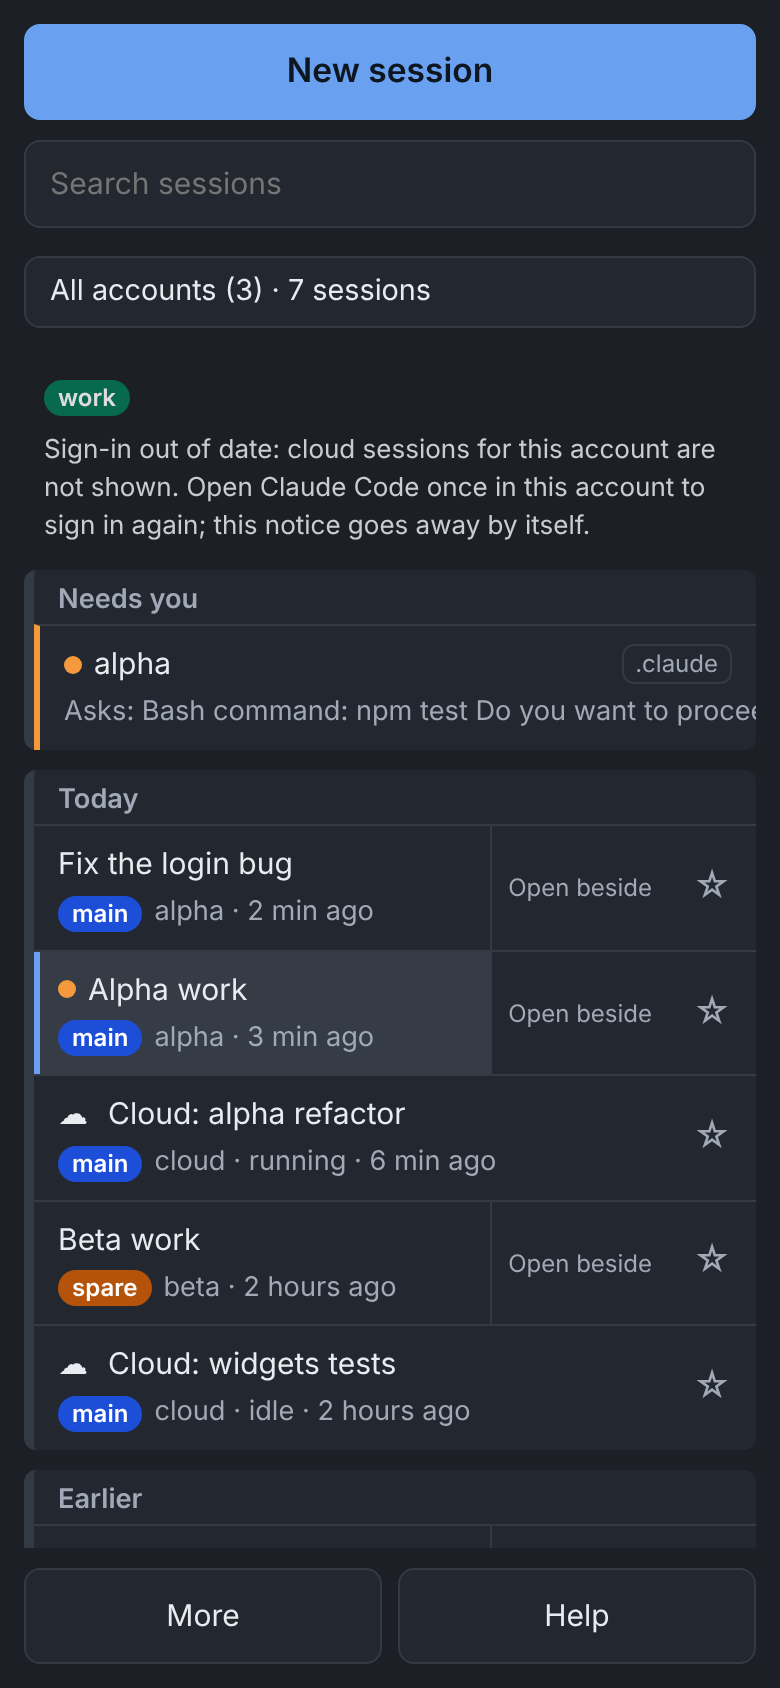 New session
Search sessions
All accounts (3) · 7 sessions
work
Sign-in out of date: cloud sessions for this account are
not shown. Open Claude Code once in this account to
sign in again; this notice goes away by itself.
Needs you
alpha .claude
Asks: Bash command: npm test Do you want to procee
Today
Fix the login bug
main alpha · 2 min ago
Open beside
Alpha work
main alpha · 3 min ago
Open beside
Cloud: alpha refactor
main cloud · running · 6 min ago
Beta work
spare beta · 2 hours ago
Open beside
Cloud: widgets tests
main cloud · idle · 2 hours ago
Earlier
More
Help